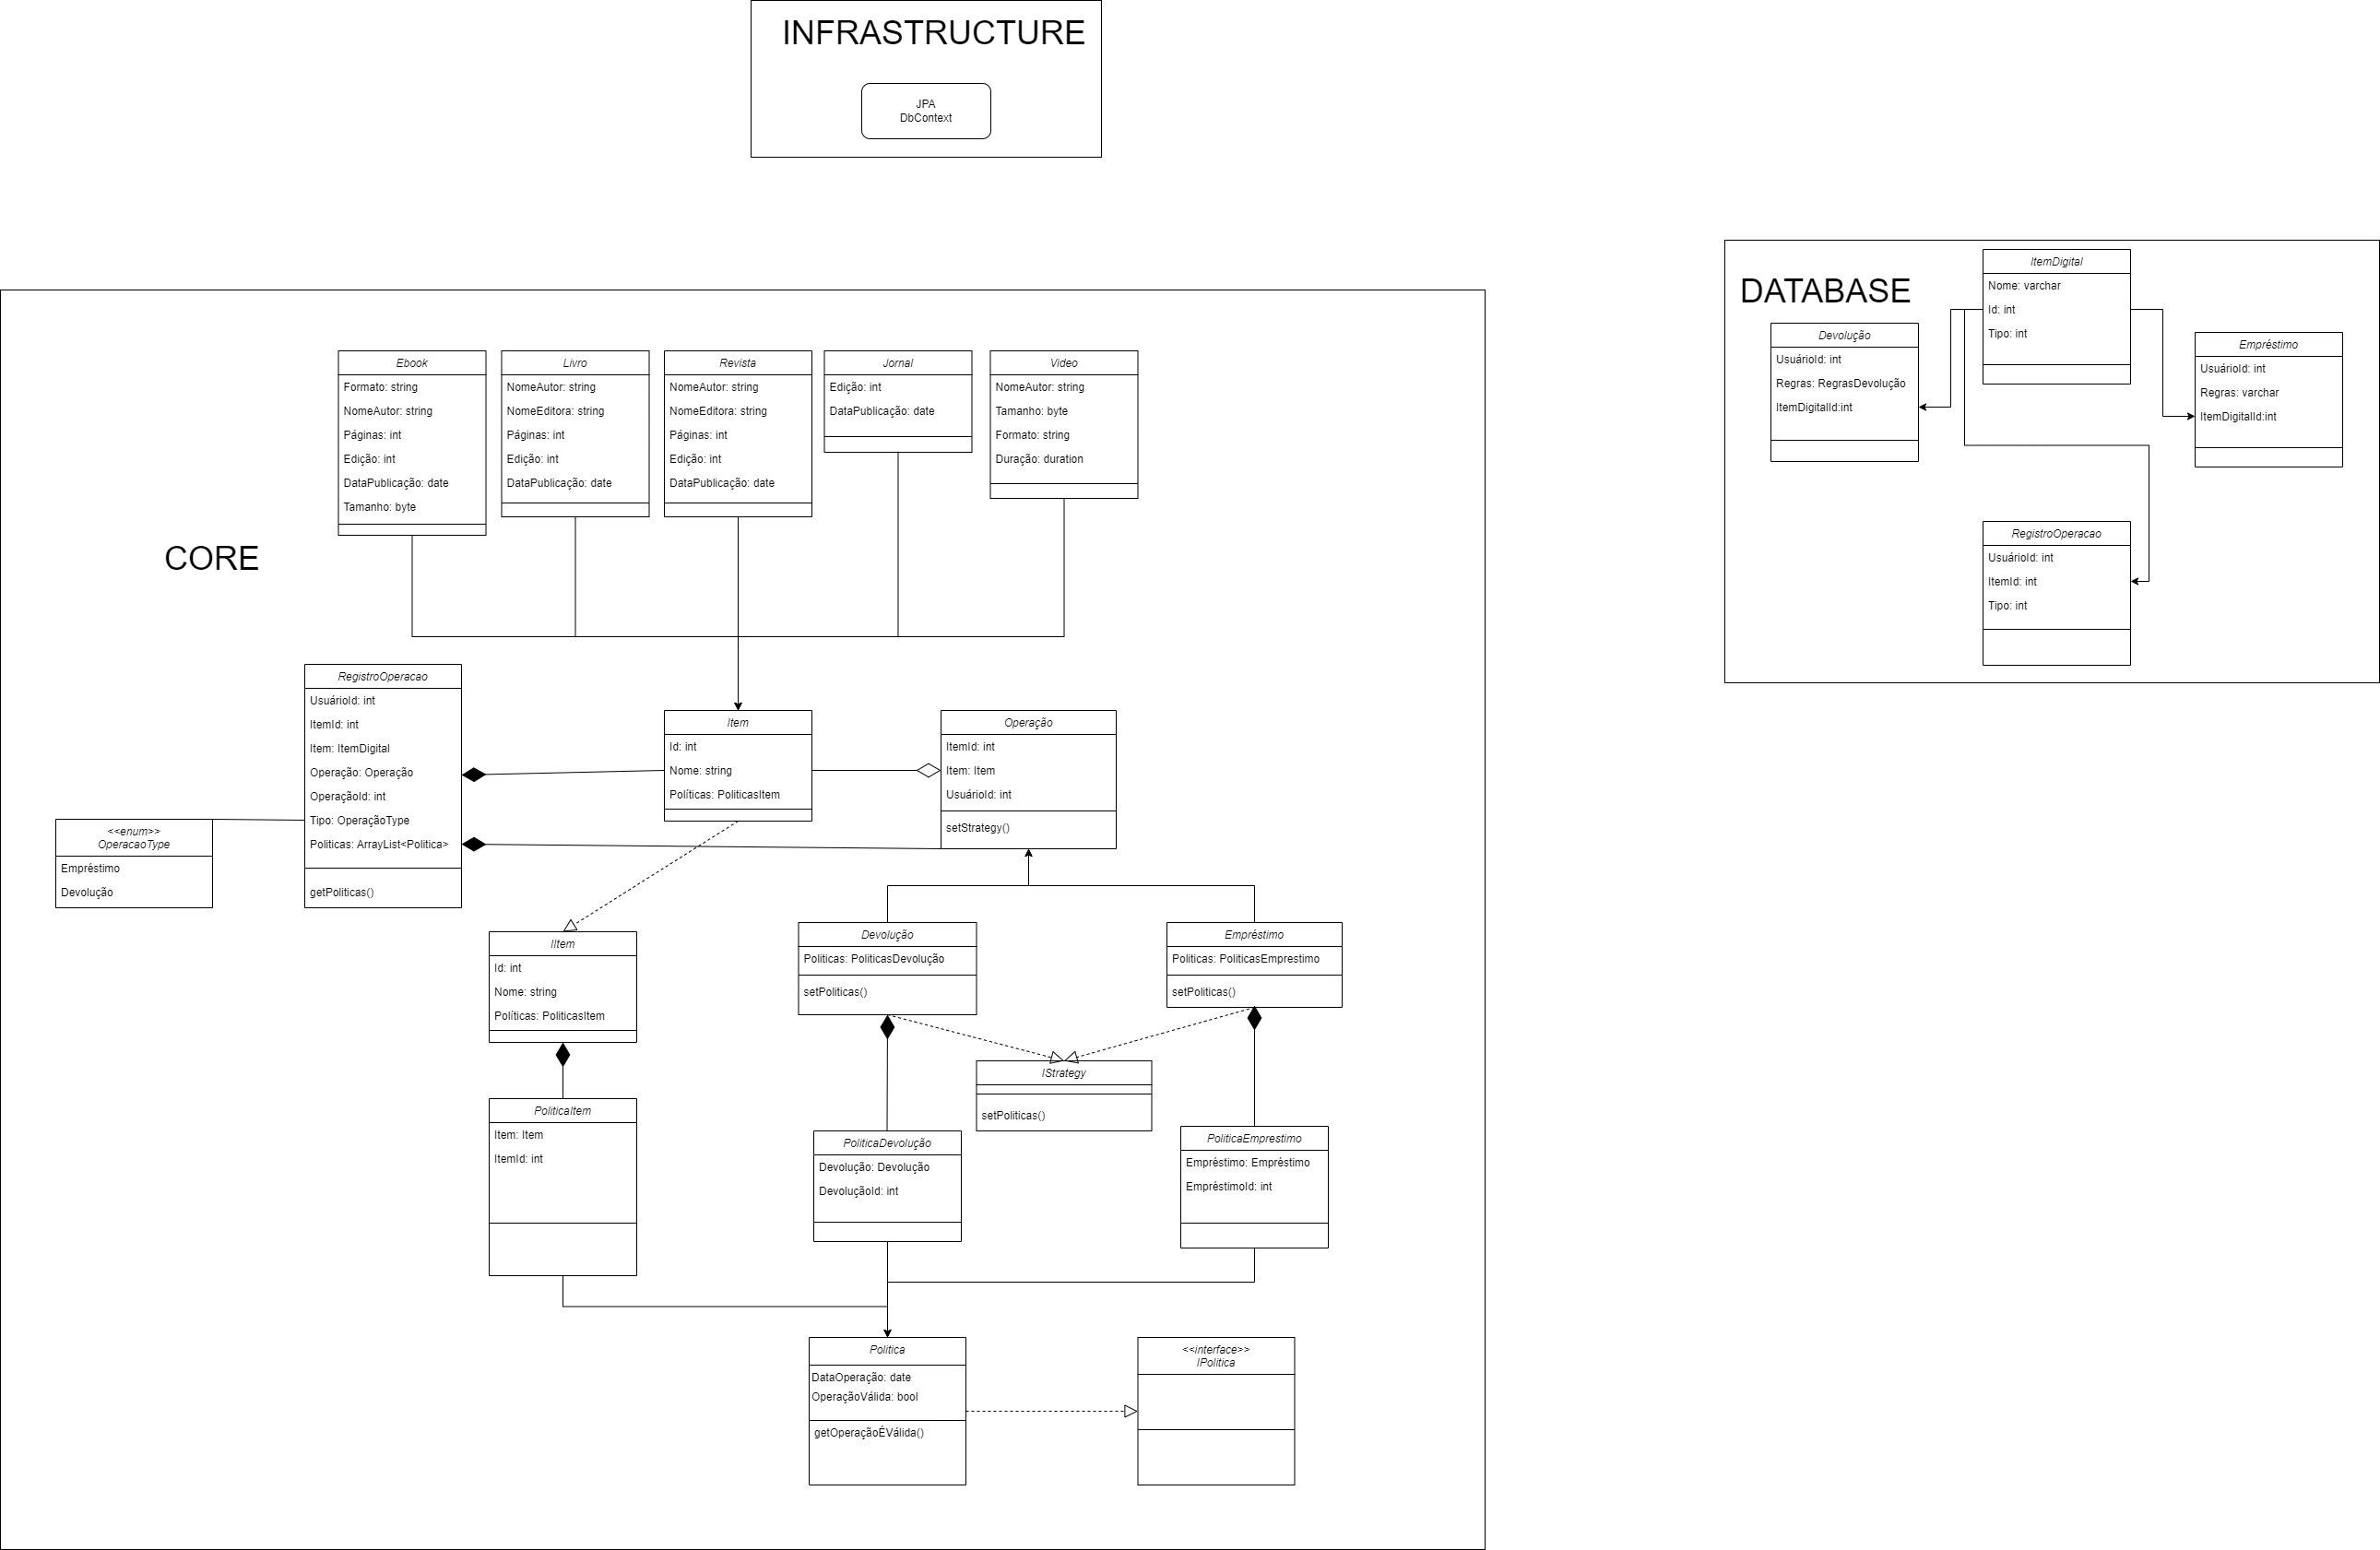 INFRASTRUCTURE
JPA
DbContext
DATABASE
ItemDigital
Nome: varchar
Id: int
Tipo: int
Devolução
UsuárioId: int
Regras: RegrasDevolução
ItemDigitalId:int
Empréstimo
UsuárioId: int
Regras: varchar
ItemDigitalId:int
RegistroOperacao
UsuárioId: int
ItemId: int
Tipo: int
CORE
Ebook
Formato: string
NomeAutor: string
Páginas: int
Edição: int
DataPublicação: date
Tamanho: byte
Livro
NomeAutor: string
NomeEditora: string
Páginas: int
Edição: int
DataPublicação: date
Revista
NomeAutor: string
NomeEditora: string
Páginas: int
Edição: int
DataPublicação: date
Jornal
Edição: int
DataPublicação: date
Video
NomeAutor: string
Tamanho: byte
Formato: string
Duração: duration
RegistroOperacao
UsuárioId: int
ItemId: int
Item: ItemDigital
Operação: Operação
OperaçãoId: int
Tipo: OperaçãoType
Politicas: ArrayList<Politica>
getPoliticas()
<<enum>>
OperacaoType
Empréstimo
Devolução
Item
Id: int
Nome: string
Políticas: PoliticasItem
Operação
ItemId: int
Item: Item
UsuárioId: int
setStrategy()
IItem
Id: int
Nome: string
Políticas: PoliticasItem
Devolução
Politicas: PoliticasDevolução
setPoliticas()
Empréstimo
Politicas: PoliticasEmprestimo
setPoliticas()
IStrategy
setPoliticas()
PoliticaItem
Item: Item
ItemId: int
PoliticaDevolução
Devolução: Devolução
DevoluçãoId: int
PoliticaEmprestimo
Empréstimo: Empréstimo
EmpréstimoId: int
Politica
DataOperação: date
OperaçãoVálida: bool
getOperaçãoÉVálida()
<<interface>>
IPolitica